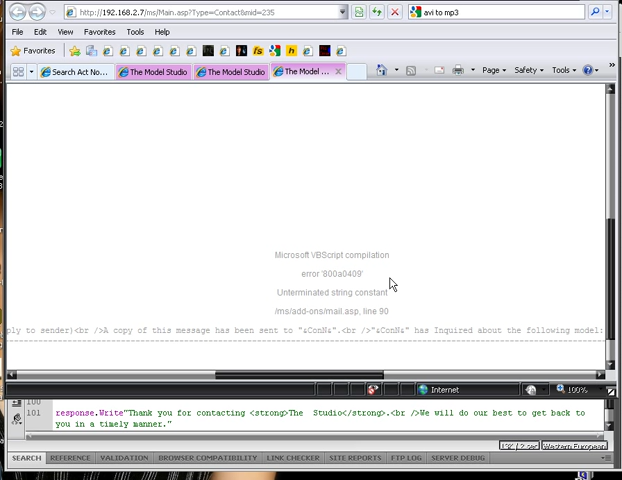 http://192.168.2.7/ms/Main.asp?Type=Contact&mid=235
avi to mp3
File Edit View Favorites Tools Help
Favorites
Search Act No... The Model Studio The Model Studio The Model ...
Page Safety Tools
Microsoft VBScript compilation
error '800a0409'
Unterminated string constant
/ms/add-ons/mail.asp, line 90
ply to sender)<br />A copy of this message has been sent to "&ConN&".<br />"&ConN&" has Inquired about the following model:
Internet 100%
100
101 response.Write"Thank you for contacting <strong>The Studio</strong>.<br />We will do our best to get back to
you in a timely manner."
Western European
SEARCH REFERENCE VALIDATION BROWSER COMPATIBILITY LINK CHECKER SITE REPORTS FTP LOG SERVER DEBUG